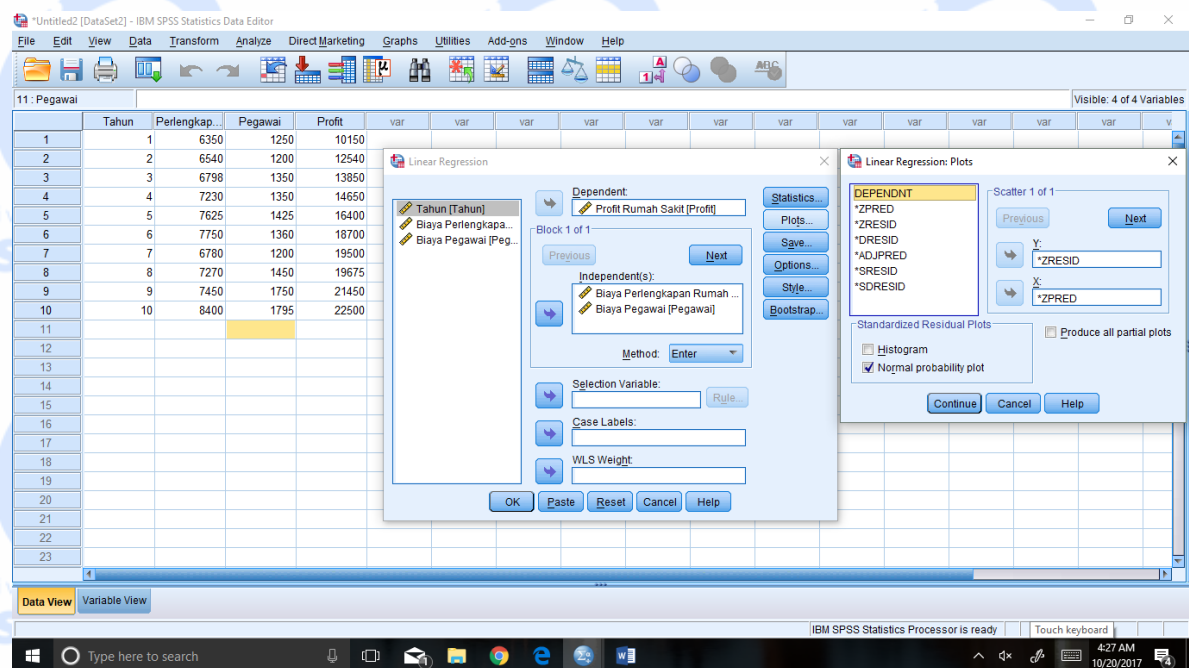 *Untitled2 [DataSet2] - IBM SPSS Statistics Data Editor
File Edit View Data Transform Analyze Direct Marketing Graphs Utilities Add-ons Window Help
11 : Pegawai
Visible: 4 of 4 Variables
Tahun Perlengkap... Pegawai Profit var var var var var var var var var var var var v
1 1 6350 1250 10150
2 2 6540 1200 12540
3 3 6798 1350 13850
4 4 7230 1350 14650
5 5 7625 1425 16400
6 6 7750 1360 18700
7 7 6780 1200 19500
8 8 7270 1450 19675
9 9 7450 1750 21450
10 10 8400 1795 22500
11
12
13
14
15
16
17
18
19
20
21
22
23
Linear Regression
Tahun [Tahun]
Biaya Perlengkapa...
Biaya Pegawai [Peg...
Dependent:
Profit Rumah Sakit [Profit]
Block 1 of 1
Previous Next
Independent(s):
Biaya Perlengkapan Rumah ...
Biaya Pegawai [Pegawai]
Method: Enter
Selection Variable:
Rule...
Case Labels:
WLS Weight:
Statistics...
Plots...
Save...
Options...
Style...
Bootstrap...
OK Paste Reset Cancel Help
Linear Regression: Plots
DEPENDNT
*ZPRED
*ZRESID
*DRESID
*ADJPRED
*SRESID
*SDRESID
Scatter 1 of 1
Previous Next
Y:
*ZRESID
X:
*ZPRED
Standardized Residual Plots
Histogram
Normal probability plot
Produce all partial plots
Continue Cancel Help
Data View Variable View
IBM SPSS Statistics Processor is ready
Touch keyboard
Type here to search
4:27 AM
10/20/2017